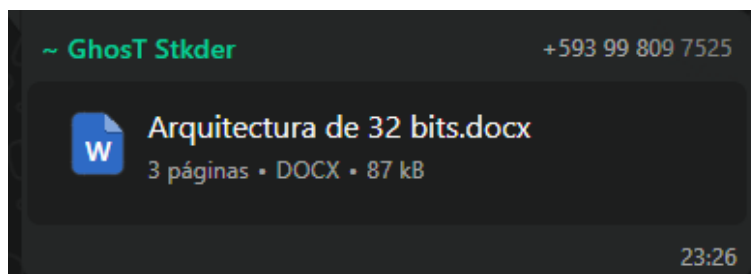 ~ GhosT Stkder +593 99 809 7525
W
Arquitectura de 32 bits.docx
3 páginas • DOCX • 87 kB
23:26